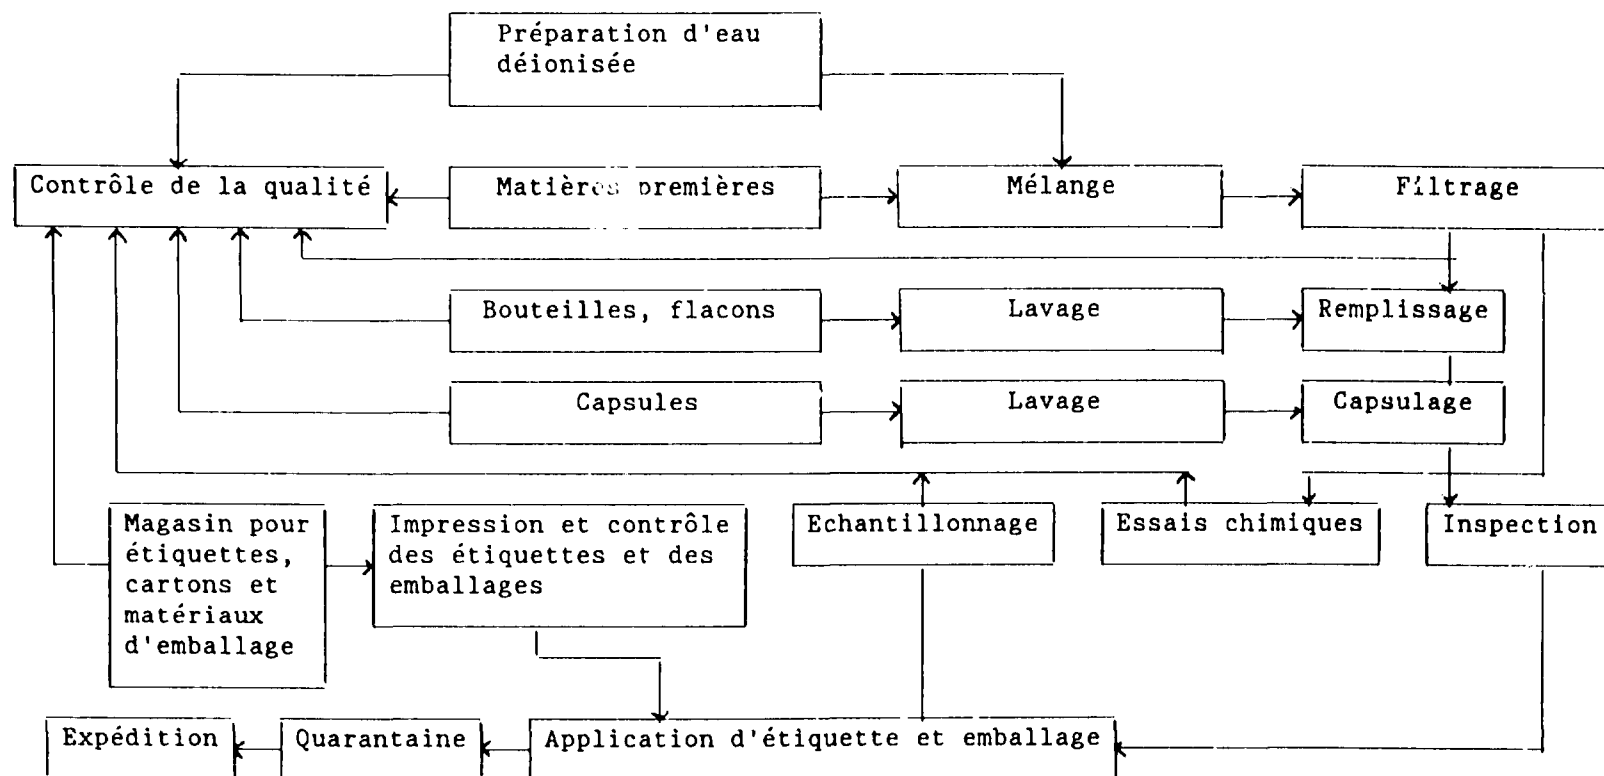 Préparation d'eau
déionisée
Contrôle de la qualité
Matières premières
Mélange
Filtrage
Bouteilles, flacons
Lavage
Remplissage
Capsules
Lavage
Capsulage
Magasin pour
étiquettes,
cartons et
matériaux
d'emballage
Impression et contrôle
des étiquettes et des
emballages
Echantillonnage
Essais chimiques
Inspection
Expédition
Quarantaine
Application d'étiquette et emballage